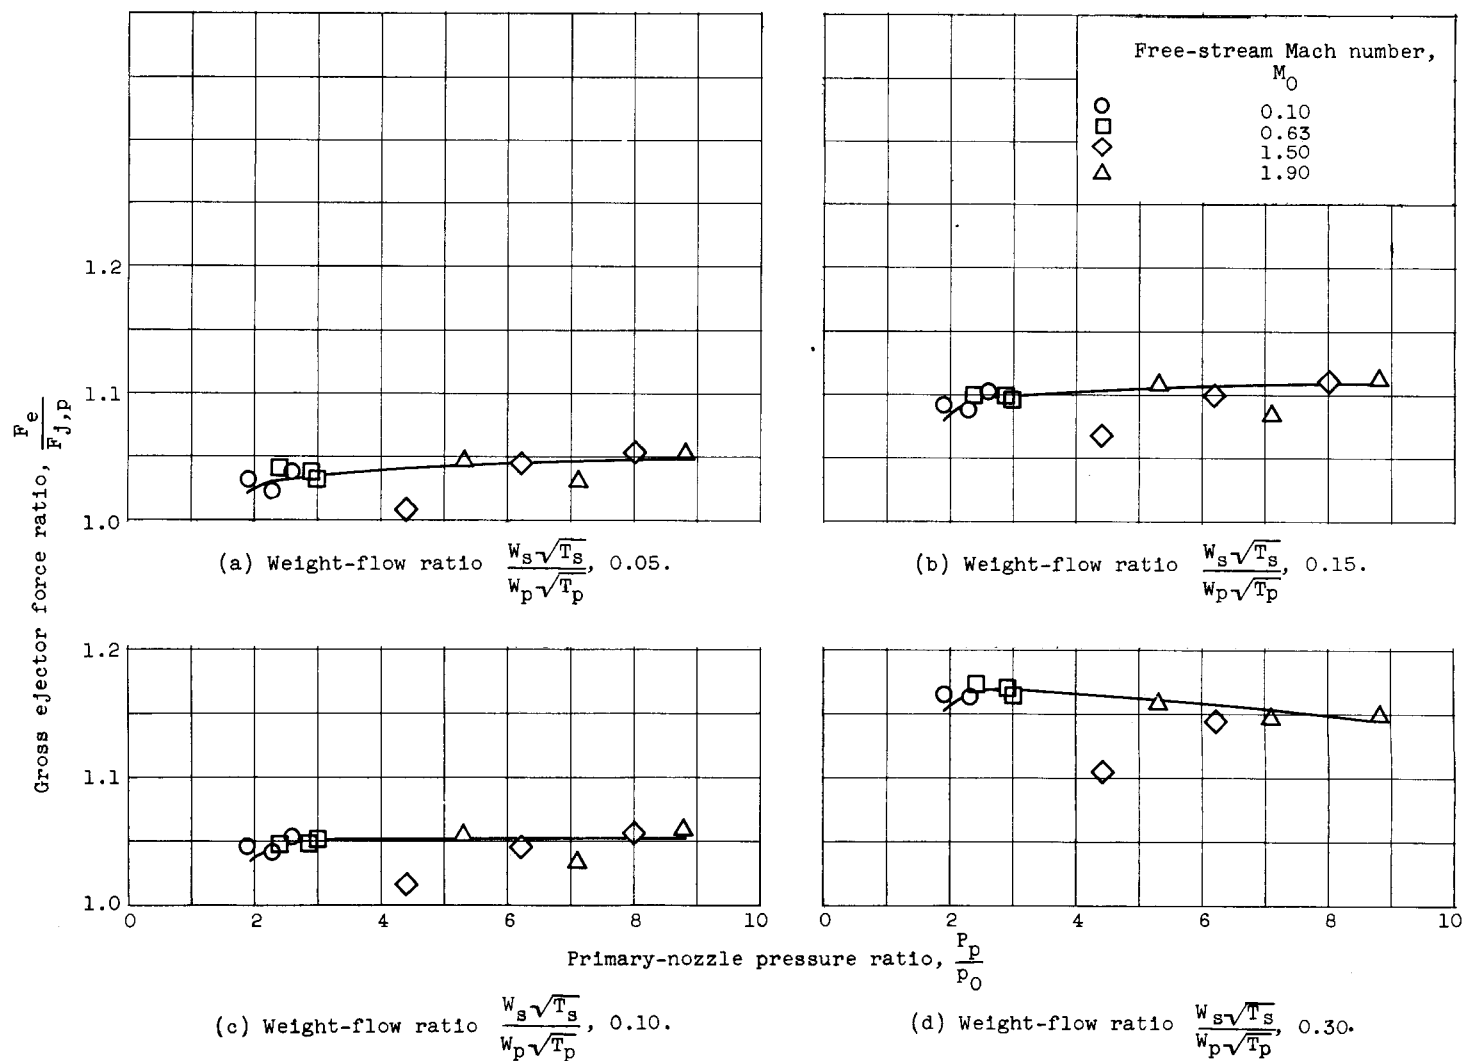 Free-stream Mach number,
M0
0.10
0.63
1.50
1.90
1.2
1.1
1.0
Gross ejector force ratio, Fe/Fj,p
(a) Weight-flow ratio Ws√Ts/Wp√Tp, 0.05.
(b) Weight-flow ratio Ws√Ts/Wp√Tp, 0.15.
1.2
1.1
1.0
0 2 4 6 8 10
0 2 4 6 8 10
Primary-nozzle pressure ratio, Pp/p0
(c) Weight-flow ratio Ws√Ts/Wp√Tp, 0.10.
(d) Weight-flow ratio Ws√Ts/Wp√Tp, 0.30.